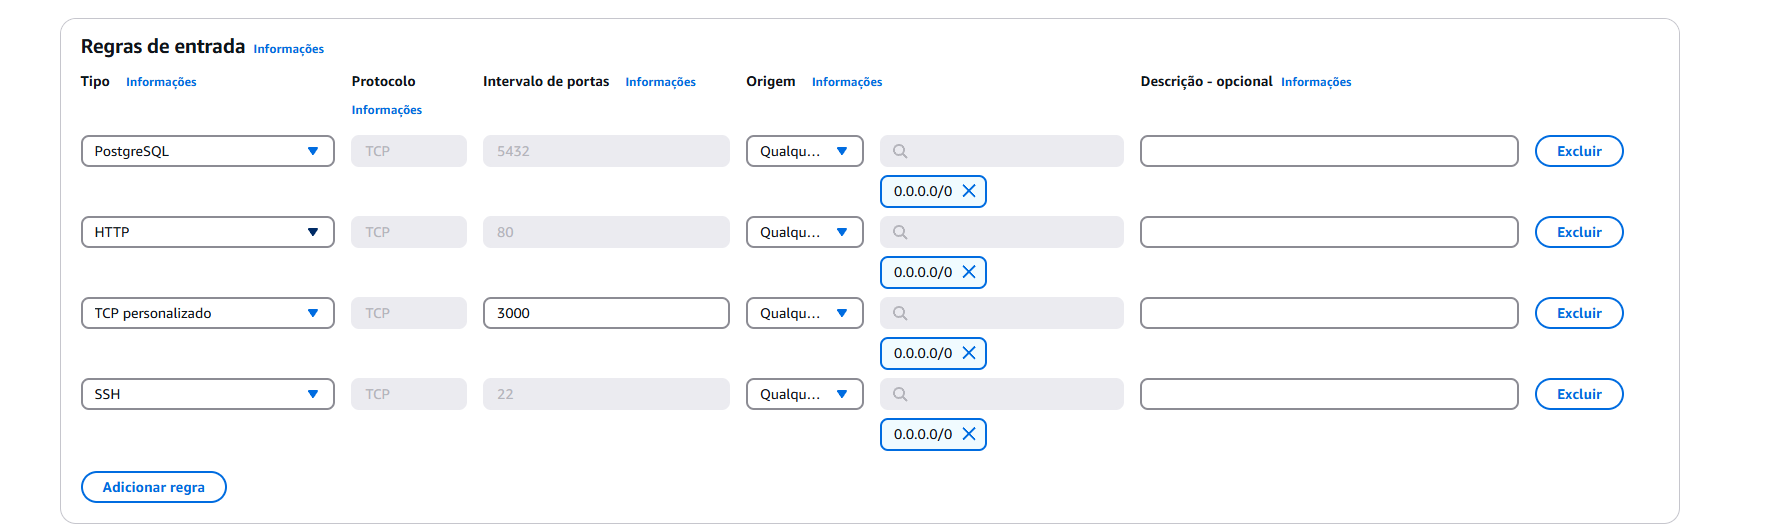 Regras de entrada Informações
Tipo Informações Protocolo Informações Intervalo de portas Informações Origem Informações Descrição - opcional Informações
PostgreSQL TCP 5432 Qualqu... Excluir
0.0.0.0/0
HTTP TCP 80 Qualqu... Excluir
0.0.0.0/0
TCP personalizado TCP 3000 Qualqu... Excluir
0.0.0.0/0
SSH TCP 22 Qualqu... Excluir
0.0.0.0/0
Adicionar regra